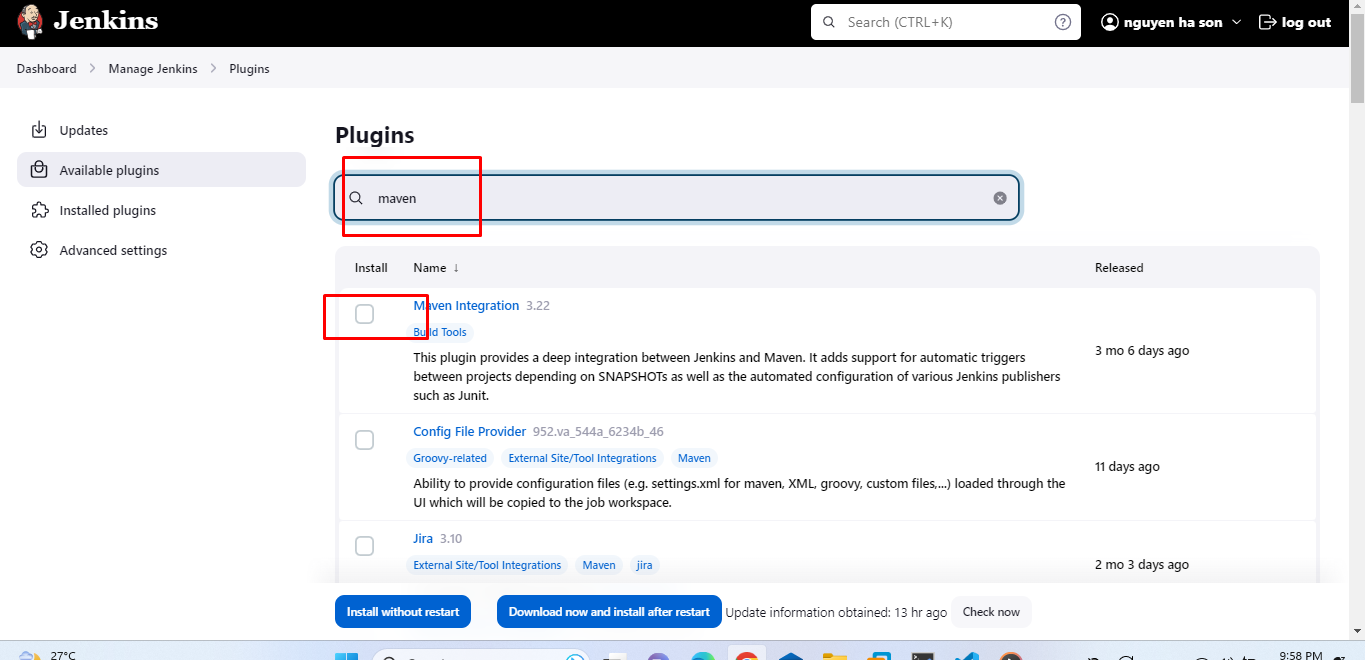 Jenkins
Search (CTRL+K)
nguyen ha son
log out
Dashboard
Manage Jenkins
Plugins
Updates
Available plugins
Installed plugins
Advanced settings
Plugins
maven
Install
Name ↓
Released
Maven Integration 3.22
Build Tools
This plugin provides a deep integration between Jenkins and Maven. It adds support for automatic triggers
between projects depending on SNAPSHOTs as well as the automated configuration of various Jenkins publishers
such as Junit.
3 mo 6 days ago
Config File Provider 952.va_544a_6234b_46
Groovy-related External Site/Tool Integrations Maven
Ability to provide configuration files (e.g. settings.xml for maven, XML, groovy, custom files,...) loaded through the
UI which will be copied to the job workspace.
11 days ago
Jira 3.10
External Site/Tool Integrations Maven jira
2 mo 3 days ago
Install without restart
Download now and install after restart
Update information obtained: 13 hr ago
Check now
27°C
9:58 PM